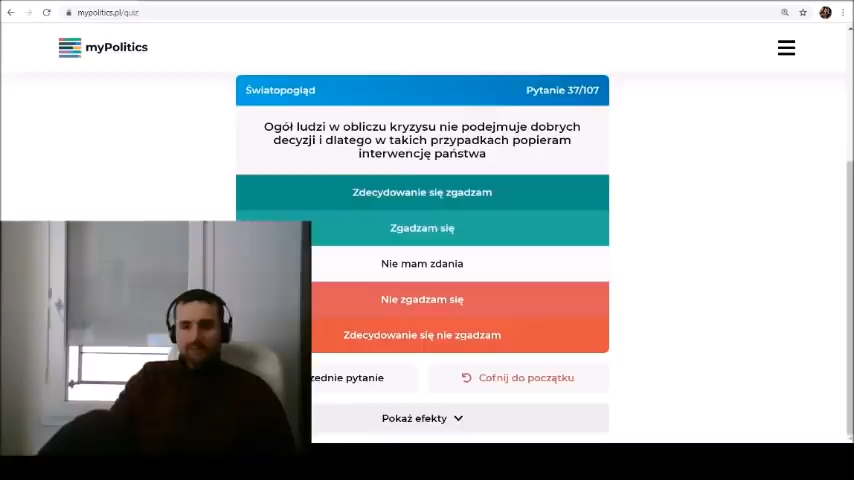 mypolitics.pl/quiz
myPolitics
Światopogląd
Pytanie 37/107
Ogół ludzi w obliczu kryzysu nie podejmuje dobrych
decyzji i dlatego w takich przypadkach popieram
interwencję państwa
Zdecydowanie się zgadzam
Zgadzam się
Nie mam zdania
Nie zgadzam się
Zdecydowanie się nie zgadzam
zednie pytanie
Cofnij do początku
Pokaż efekty